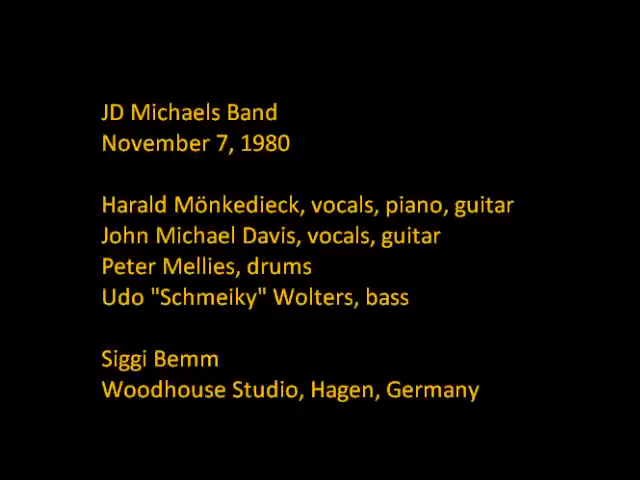 JD Michaels Band
November 7, 1980
Harald Mönkedieck, vocals, piano, guitar
John Michael Davis, vocals, guitar
Peter Mellies, drums
Udo "Schmeiky" Wolters, bass
Siggi Bemm
Woodhouse Studio, Hagen, Germany